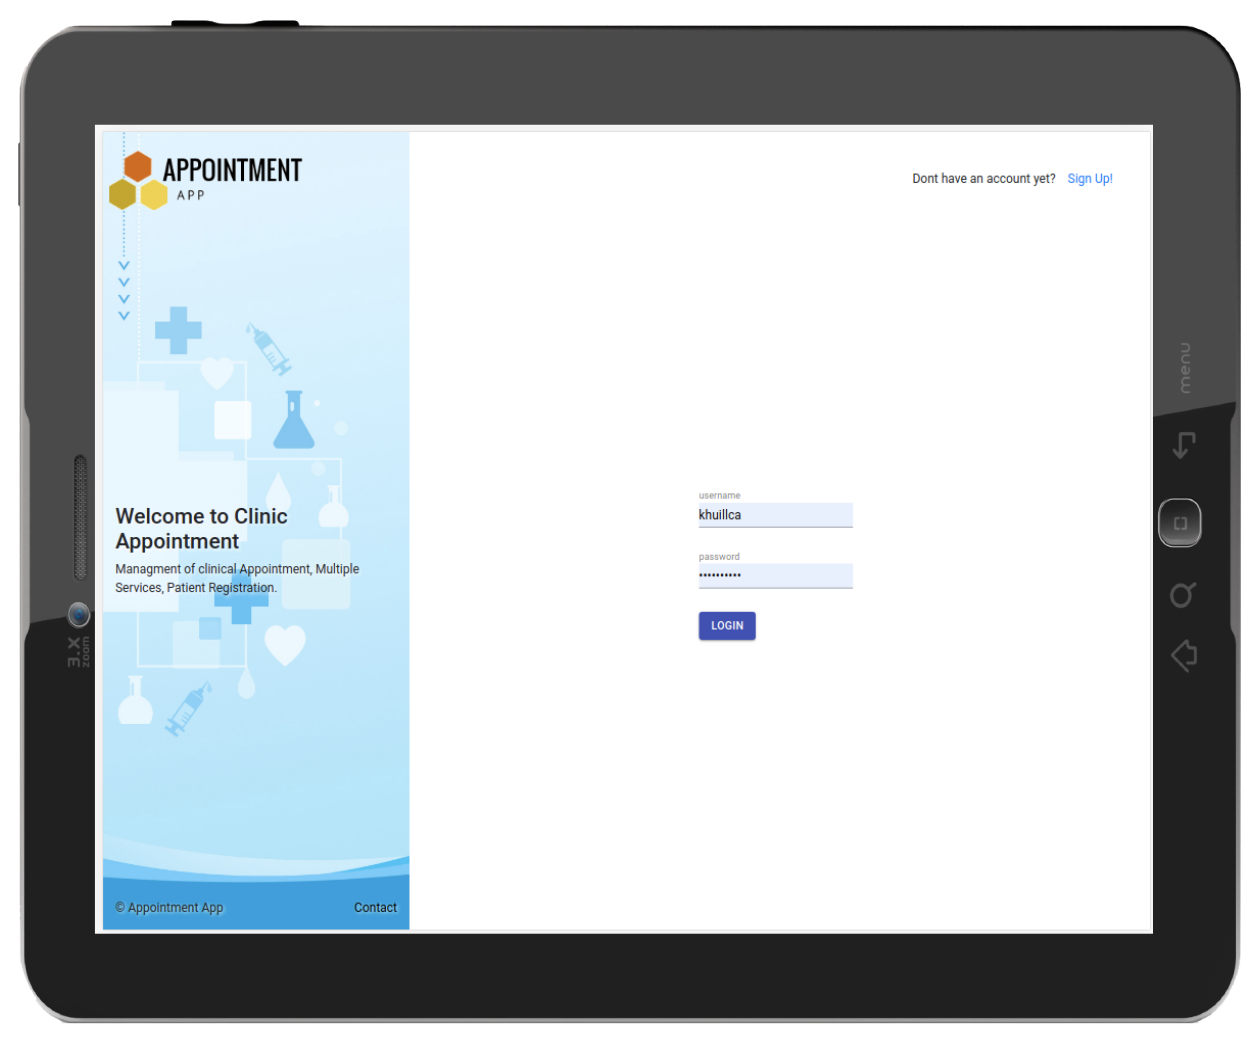 APPOINTMENT
APP
Dont have an account yet? Sign Up!
Welcome to Clinic
Appointment
Managment of clinical Appointment, Multiple
Services, Patient Registration.
username
khuillca
password
••••••••••
LOGIN
© Appointment App
Contact
menu
3.X
zoom